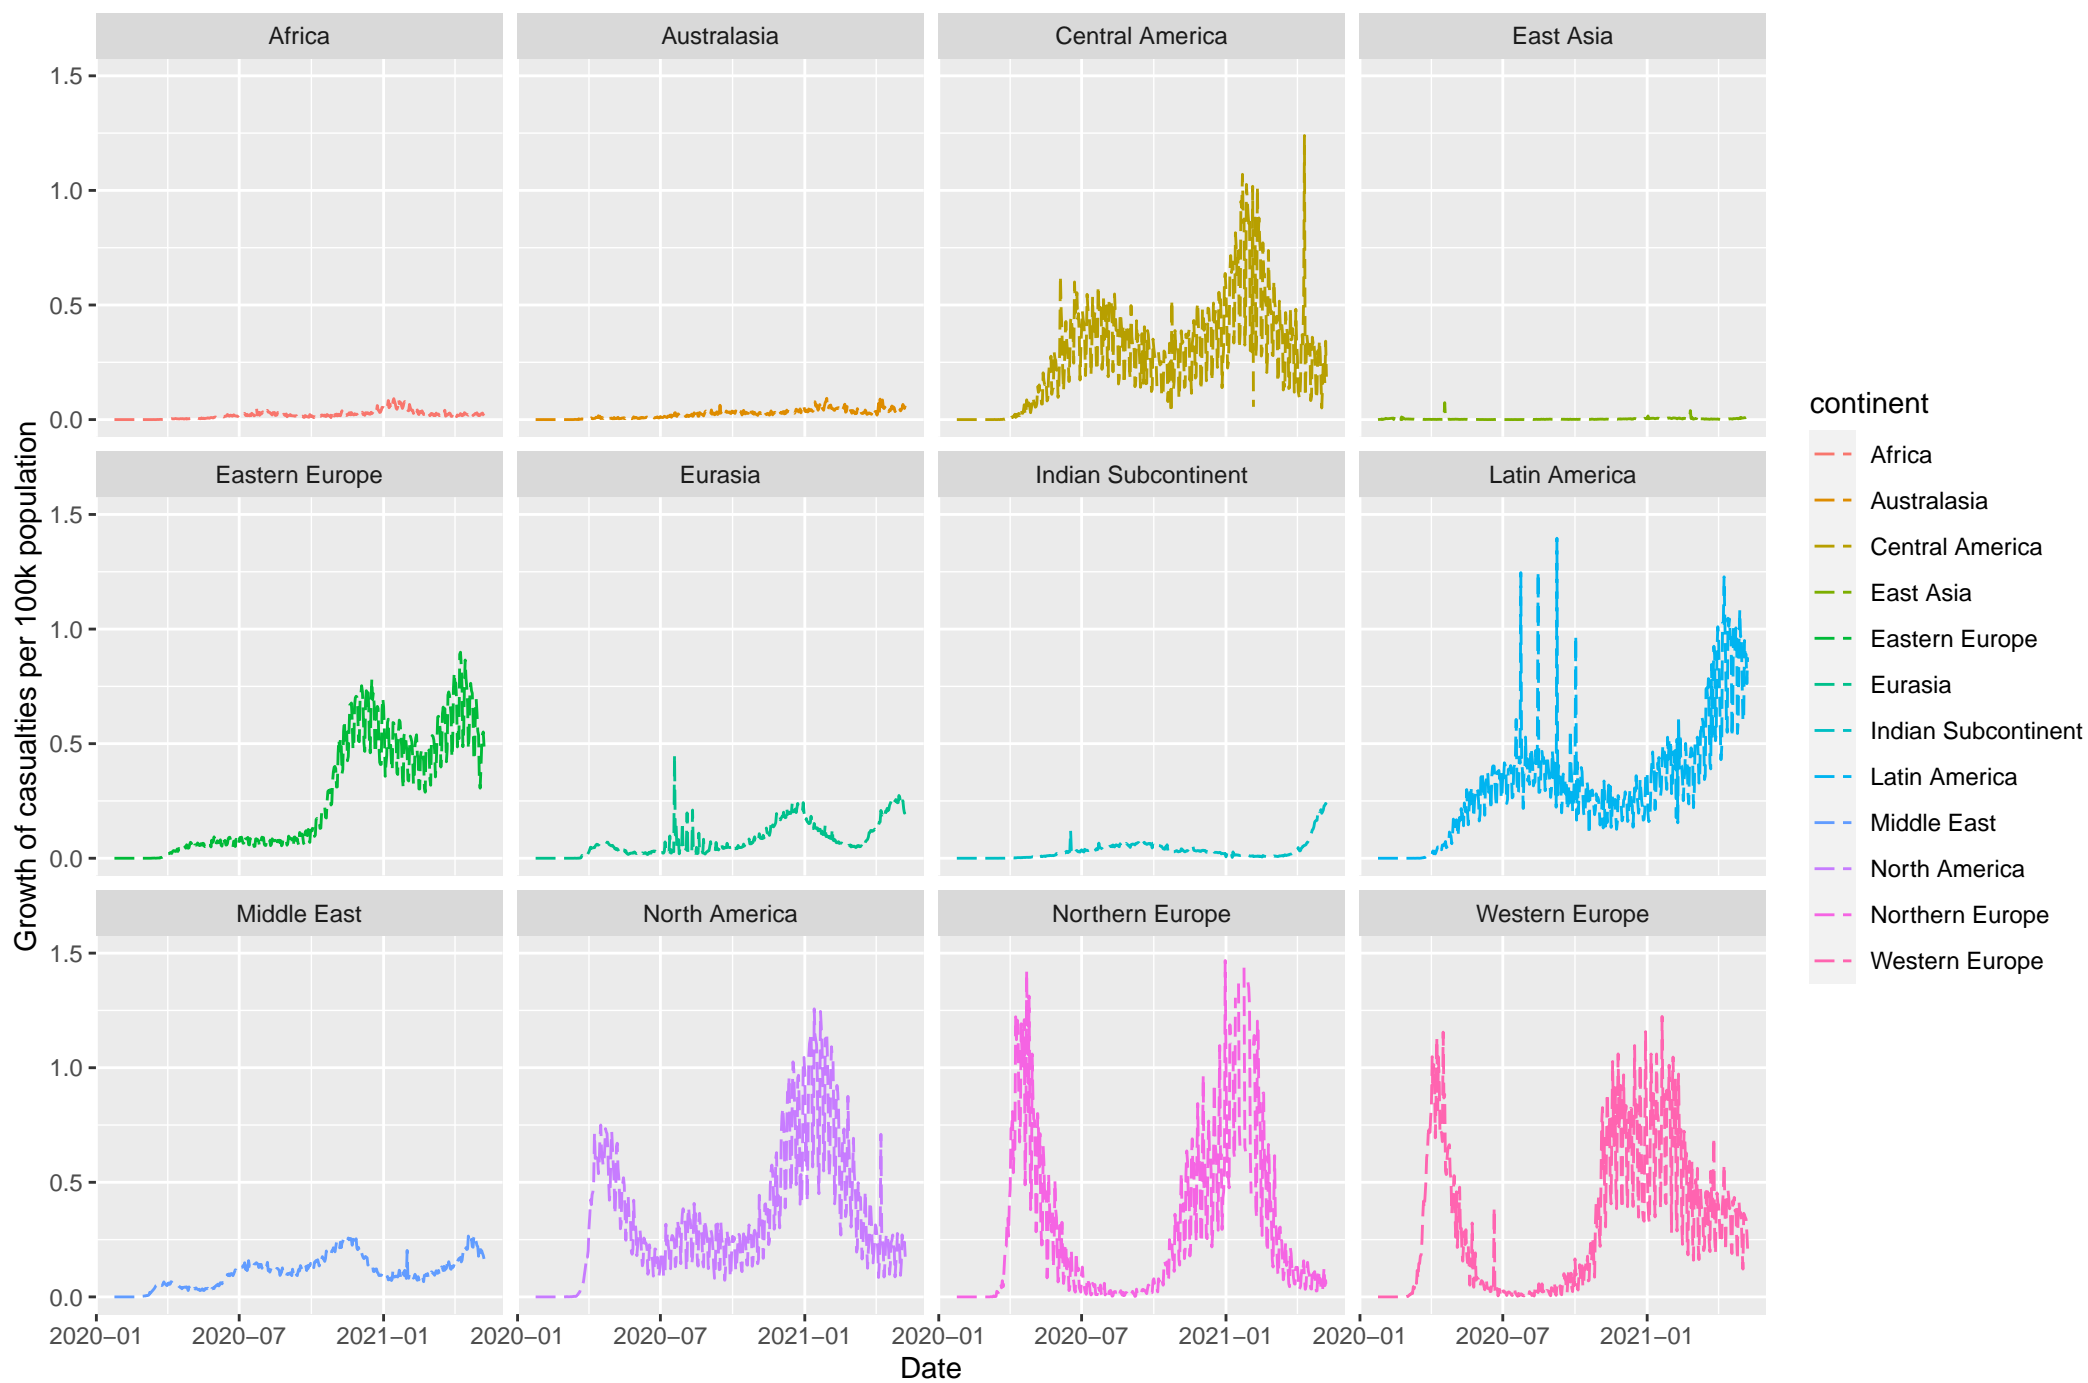 Africa
Australasia
Central America
East Asia
1.5
1.0
0.5
0.0
Eastern Europe
Eurasia
Indian Subcontinent
Latin America
1.5
1.0
0.5
0.0
Middle East
North America
Northern Europe
Western Europe
1.5
1.0
0.5
0.0
2020−01 2020−07 2021−01 2020−01 2020−07 2021−01 2020−01 2020−07 2021−01 2020−01 2020−07 2021−01
Date
Growth of casualties per 100k population
continent
Africa
Australasia
Central America
East Asia
Eastern Europe
Eurasia
Indian Subcontinent
Latin America
Middle East
North America
Northern Europe
Western Europe